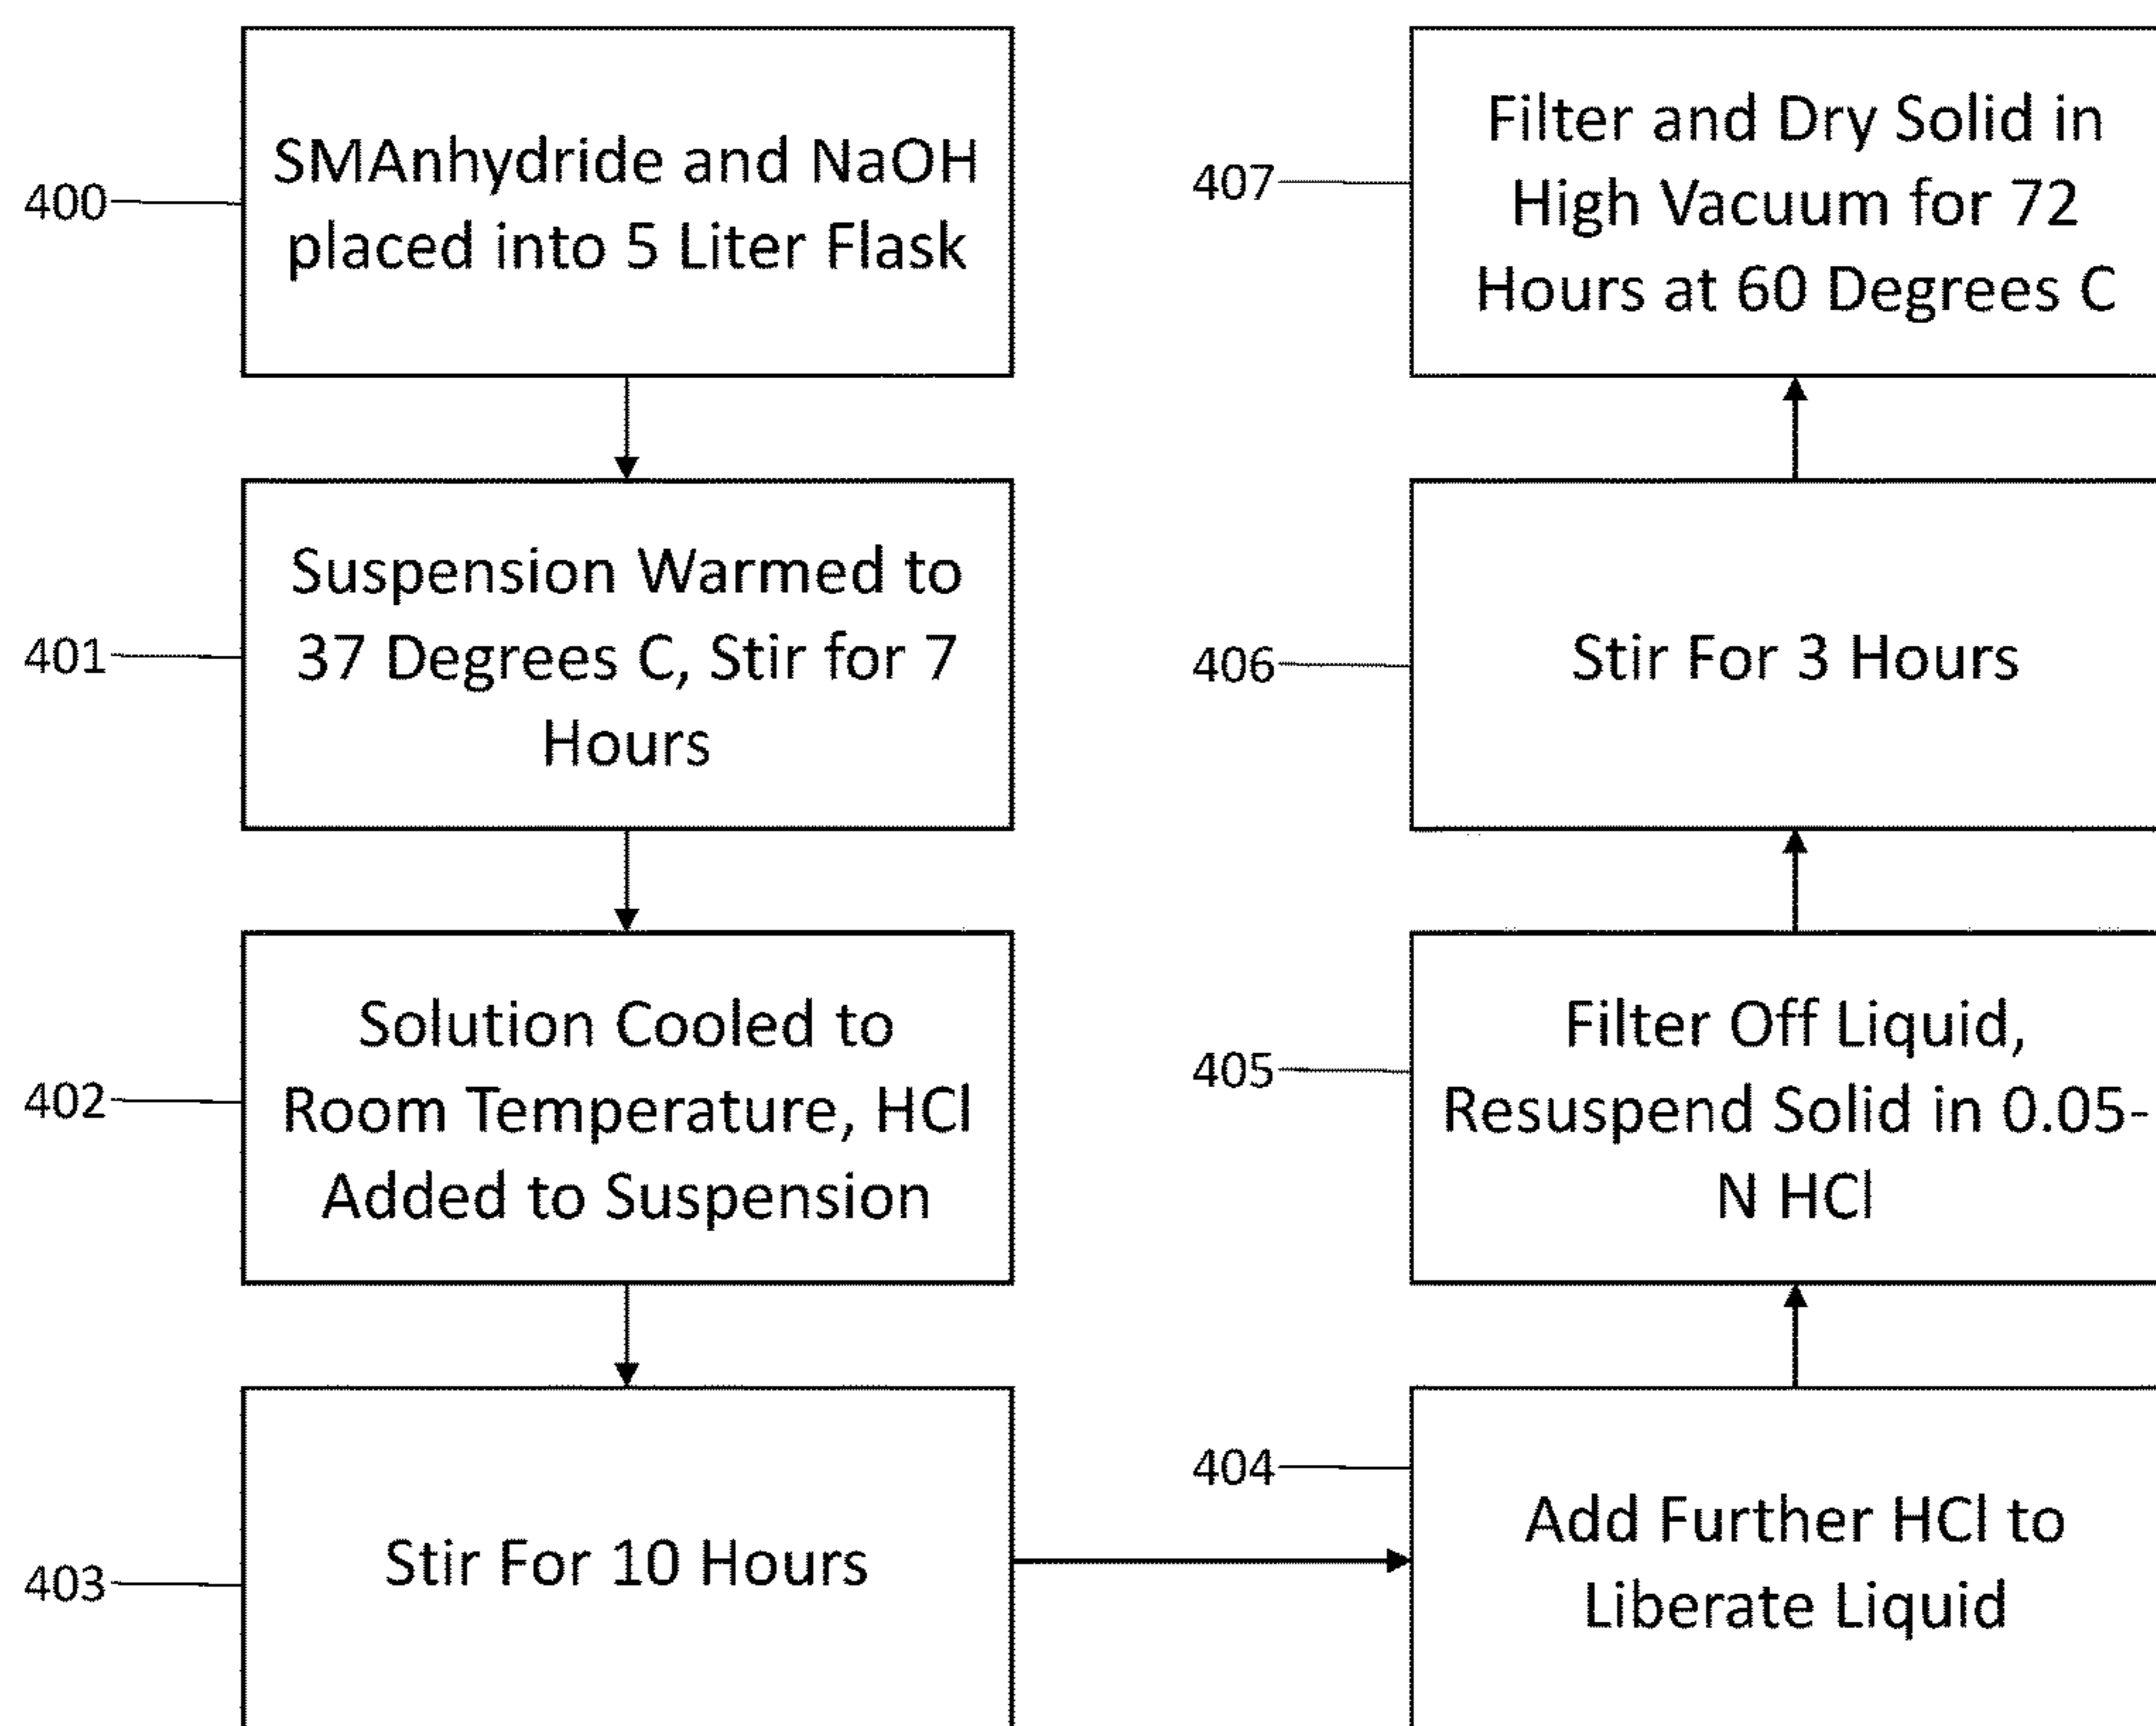 400
SMAnhydride and NaOH
placed into 5 Liter Flask
401
Suspension Warmed to
37 Degrees C, Stir for 7
Hours
402
Solution Cooled to
Room Temperature, HCl
Added to Suspension
403
Stir For 10 Hours
404
Add Further HCl to
Liberate Liquid
405
Filter Off Liquid,
Resuspend Solid in 0.05-
N HCl
406
Stir For 3 Hours
407
Filter and Dry Solid in
High Vacuum for 72
Hours at 60 Degrees C